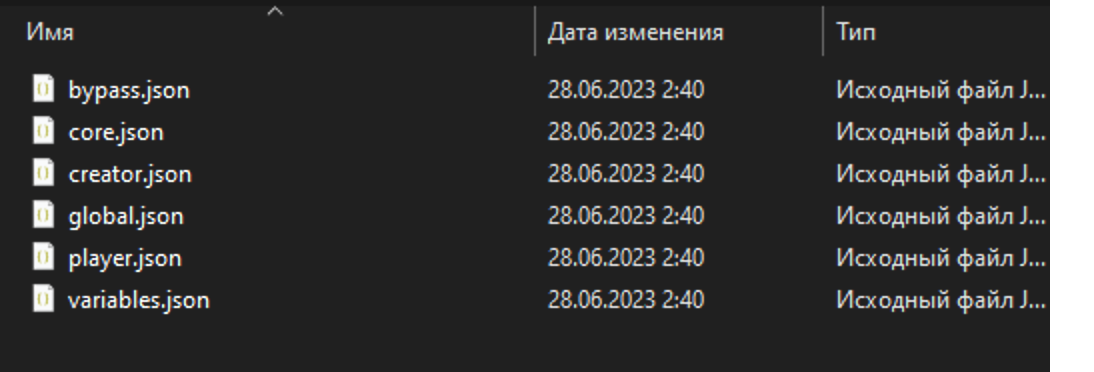 Имя Дата изменения Тип
bypass.json 28.06.2023 2:40 Исходный файл J...
core.json 28.06.2023 2:40 Исходный файл J...
creator.json 28.06.2023 2:40 Исходный файл J...
global.json 28.06.2023 2:40 Исходный файл J...
player.json 28.06.2023 2:40 Исходный файл J...
variables.json 28.06.2023 2:40 Исходный файл J...